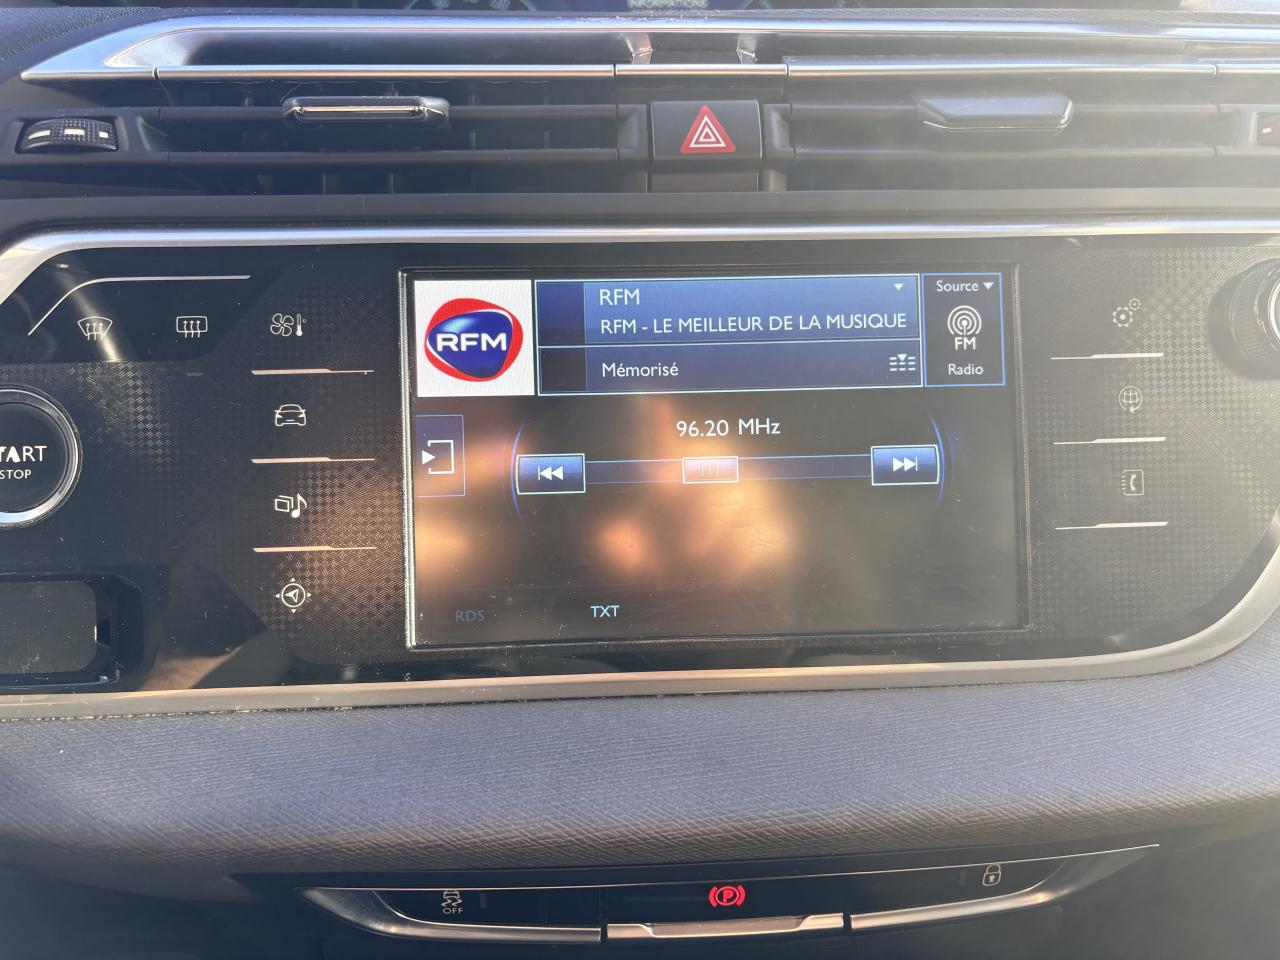 INFORMATIONS
RFM
RFM
RFM - LE MEILLEUR DE LA MUSIQUE
Source
FM
Radio
Mémorisé
96.20 MHz
START
STOP
RDS
TXT
OFF
P